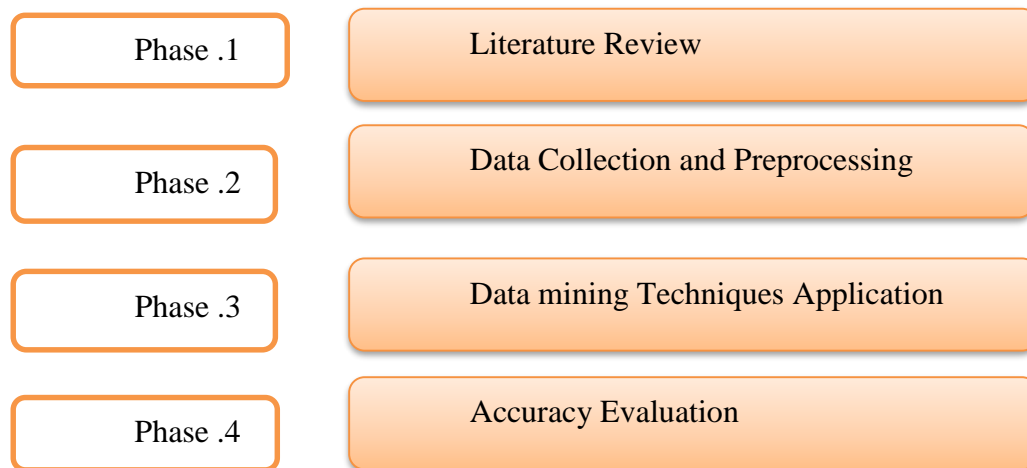 Phase .1
Literature Review
Phase .2
Data Collection and Preprocessing
Phase .3
Data mining Techniques Application
Phase .4
Accuracy Evaluation